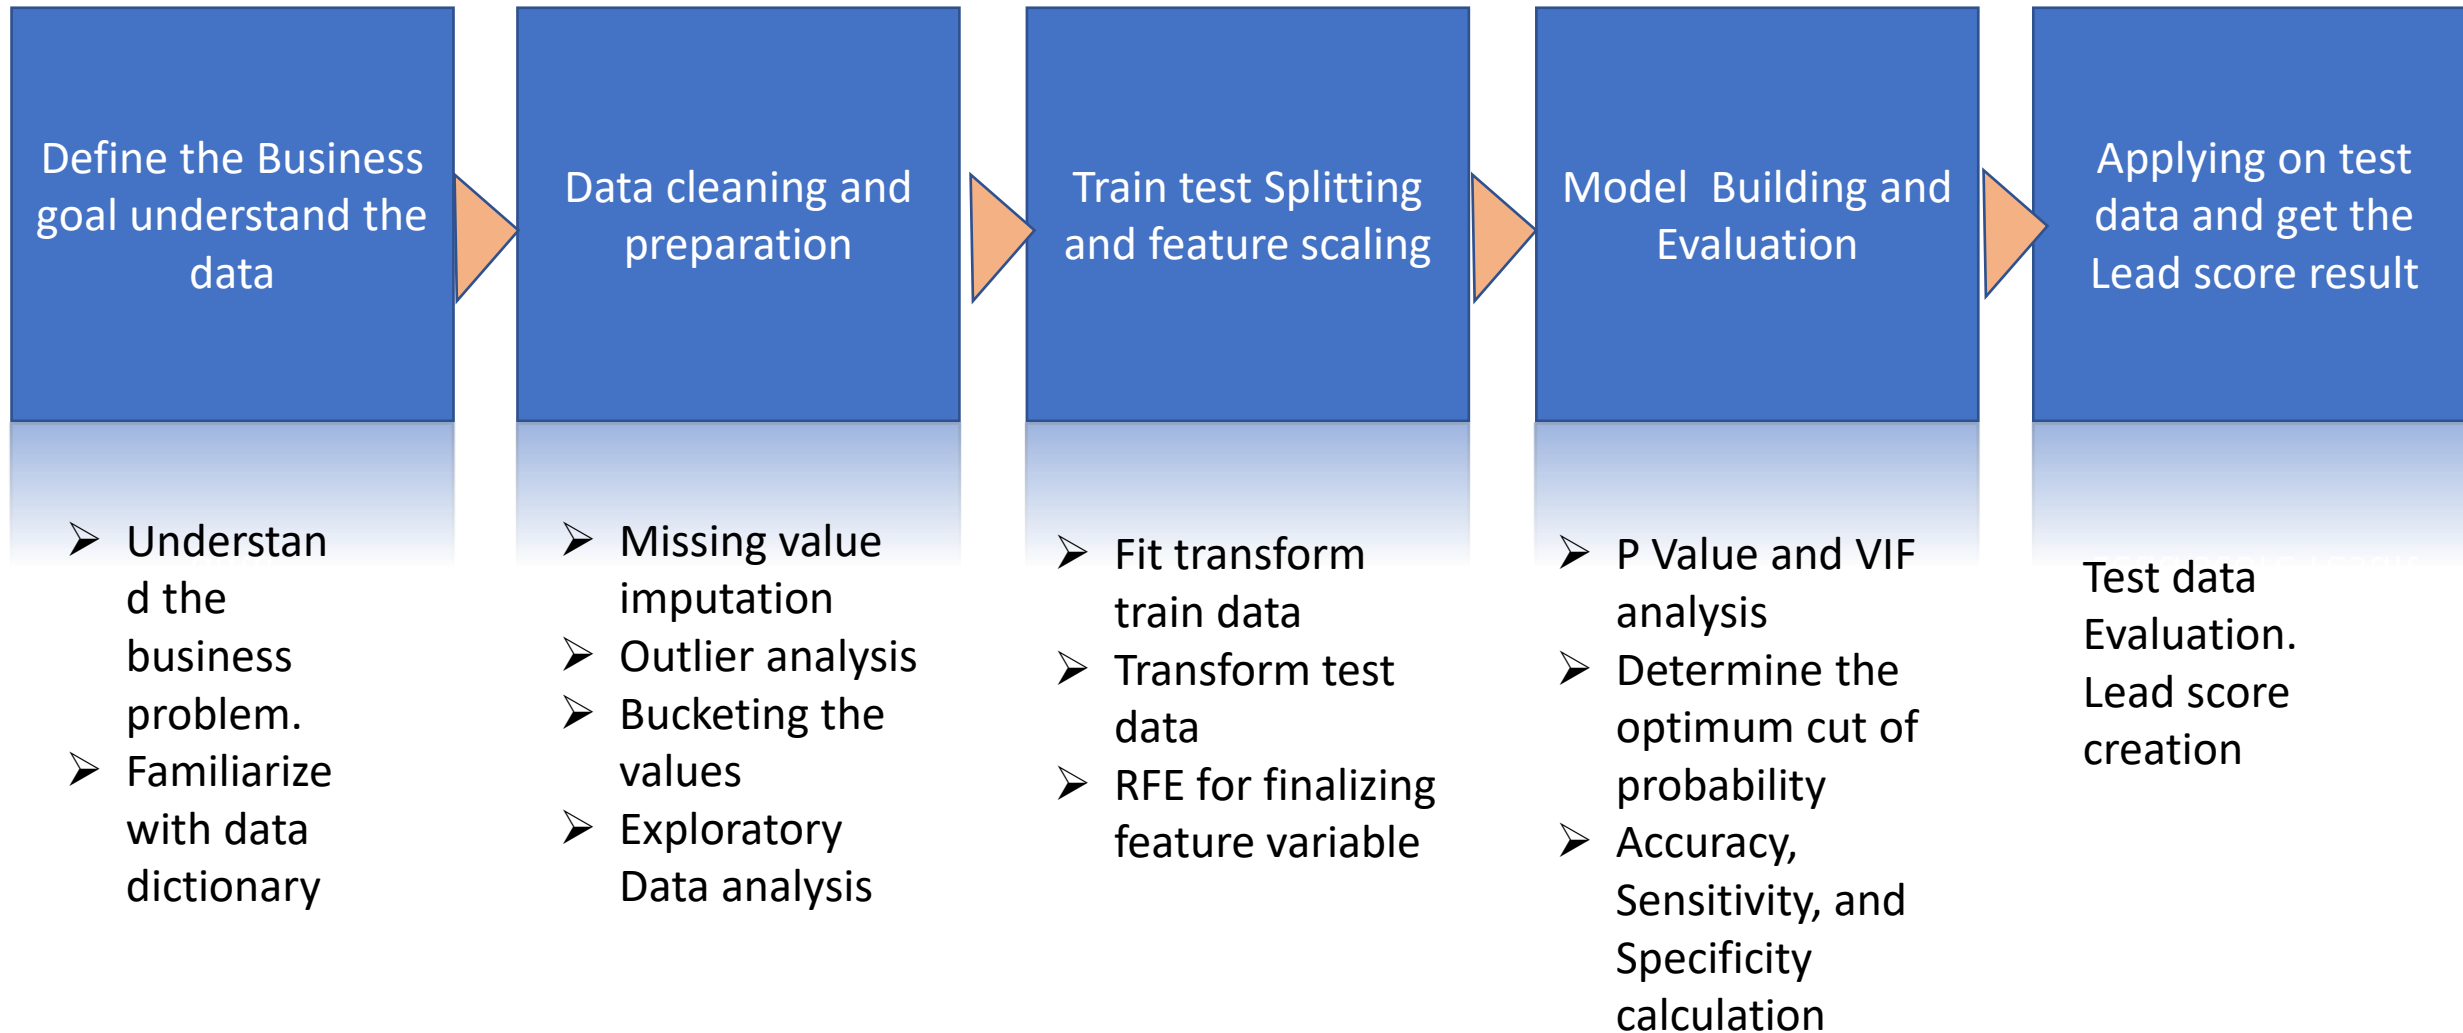 Define the Business
goal understand the
data
Data cleaning and
preparation
Train test Splitting
and feature scaling
Model  Building and
Evaluation
Applying on test
data and get the
Lead score result
➢ Understan
d the
business
problem.
➢ Familiarize
with data
dictionary
➢ Missing value
imputation
➢ Outlier analysis
➢ Bucketing the
values
➢ Exploratory
Data analysis
➢ Fit transform
train data
➢ Transform test
data
➢ RFE for finalizing
feature variable
➢ P Value and VIF
analysis
➢ Determine the
optimum cut of
probability
➢ Accuracy,
Sensitivity, and
Specificity
calculation
Test data
Evaluation.
Lead score
creation